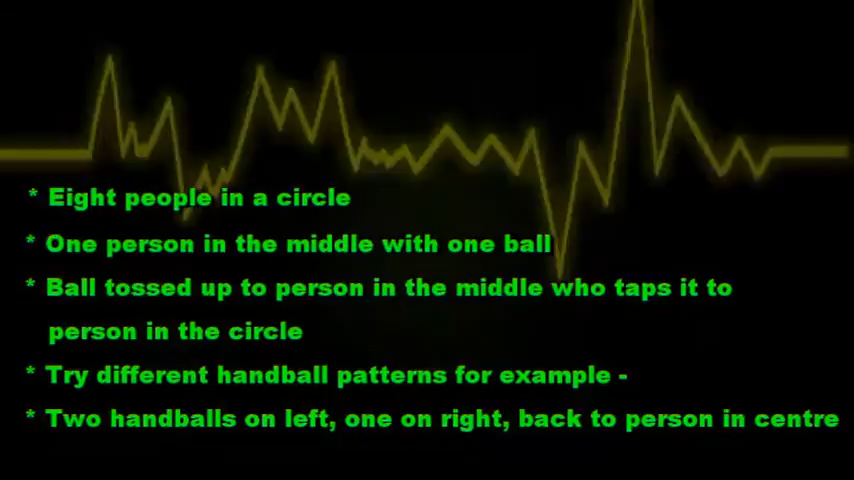 * Eight people in a circle
* One person in the middle with one ball
* Ball tossed up to person in the middle who taps it to
person in the circle
* Try different handball patterns for example -
* Two handballs on left, one on right, back to person in centre